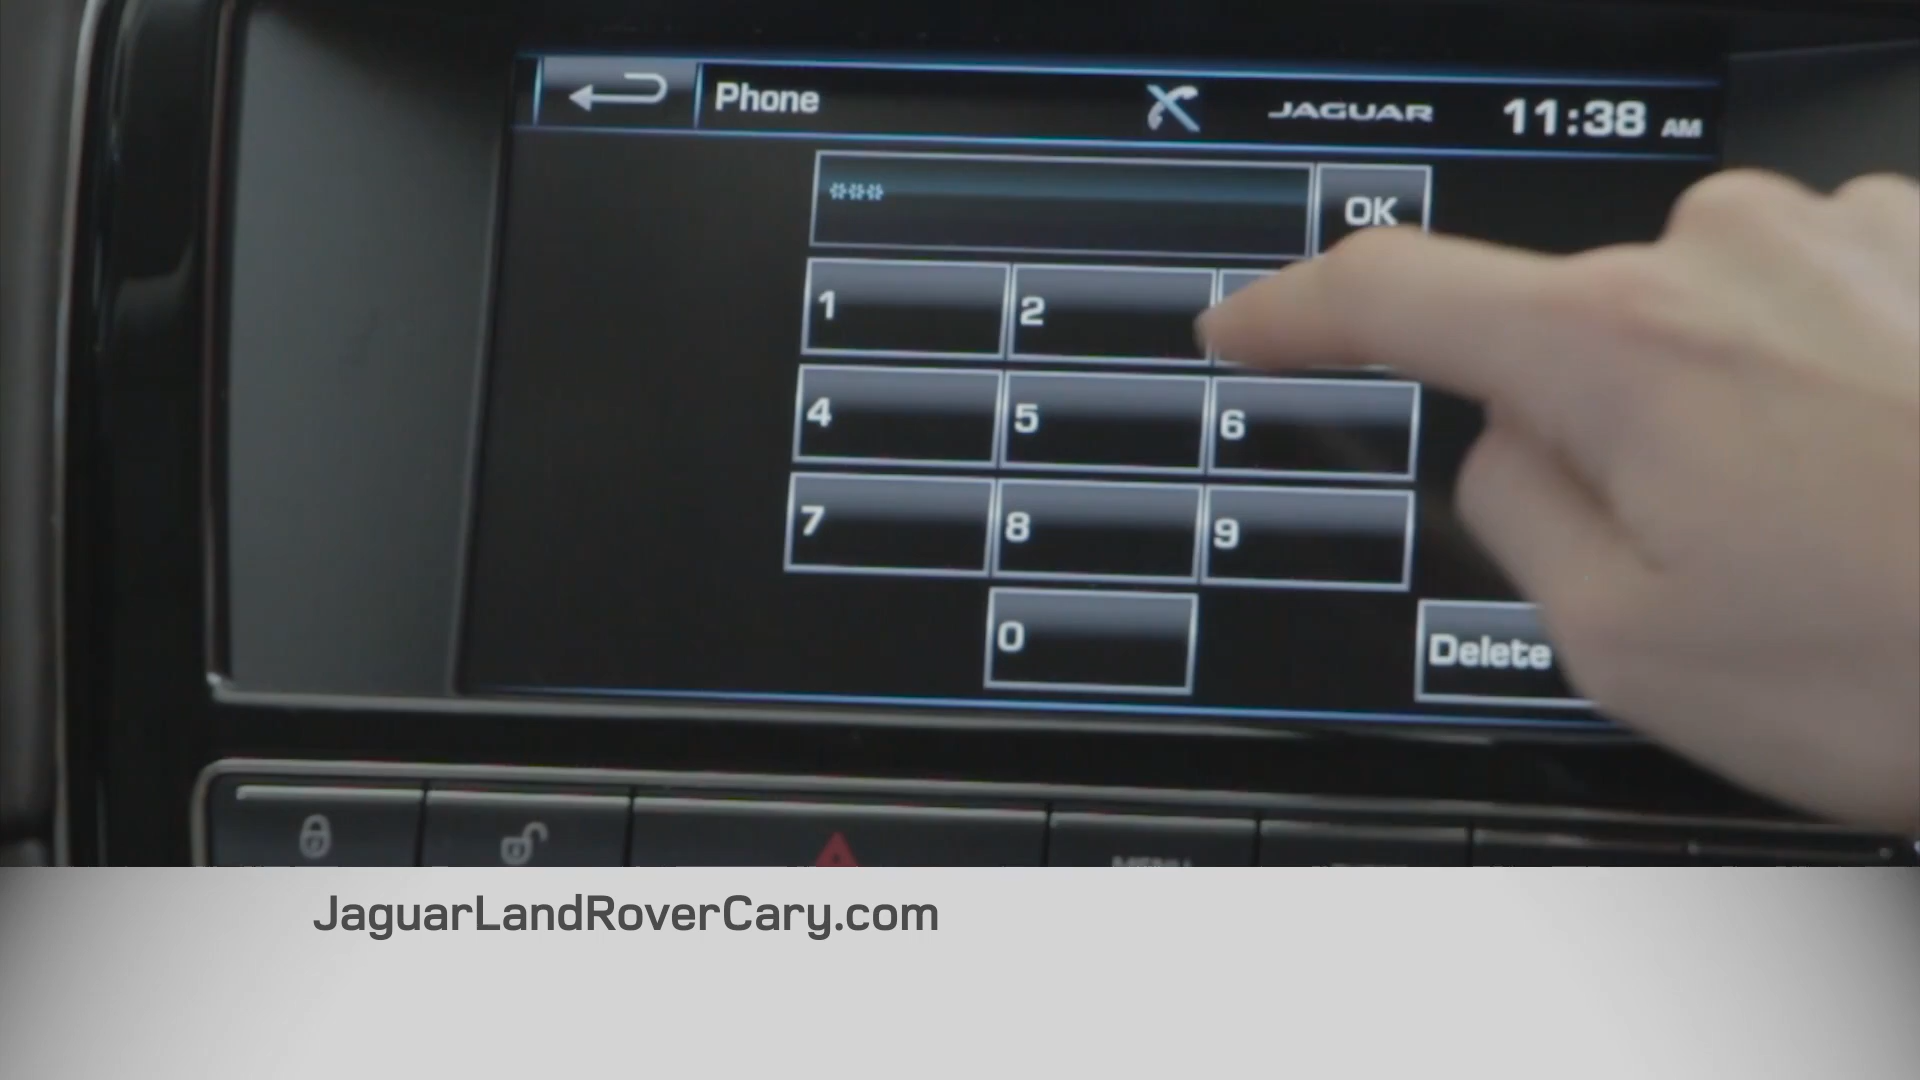 Phone JAGUAR 11:38 AM
*** OK
1 2
4 5 6
7 8 9
0 Delete
JaguarLandRoverCary.com